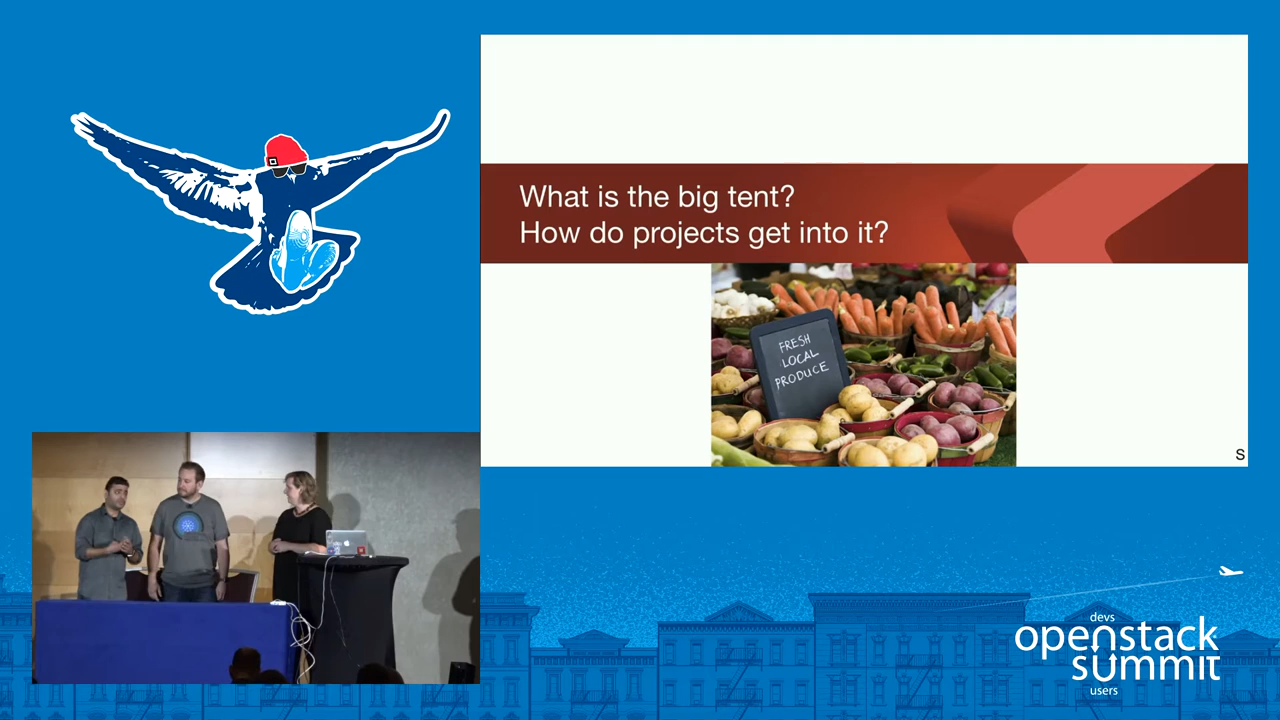 What is the big tent?
How do projects get into it?
FRESH
LOCAL
PRODUCE
S
devs
openstack
summit
users